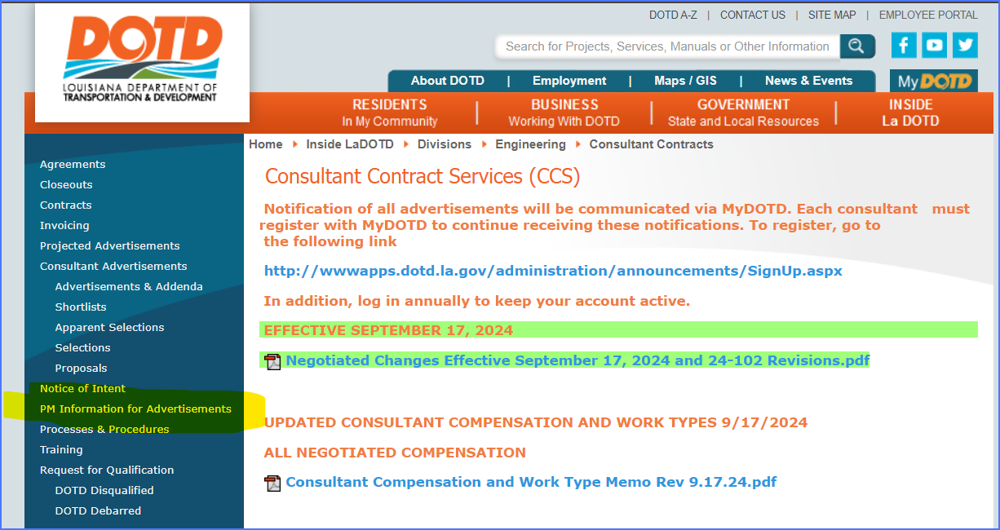 DOTD A-Z | CONTACT US | SITE MAP | EMPLOYEE PORTAL
DOTD
LOUISIANA DEPARTMENT OF
TRANSPORTATION & DEVELOPMENT
Search for Projects, Services, Manuals or Other Information
About DOTD | Employment | Maps / GIS | News & Events
My DOTD
RESIDENTS
In My Community
BUSINESS
Working With DOTD
GOVERNMENT
State and Local Resources
INSIDE
La DOTD
Home Inside LaDOTD Divisions Engineering Consultant Contracts
Agreements
Closeouts
Contracts
Invoicing
Projected Advertisements
Consultant Advertisements
Advertisements & Addenda
Shortlists
Apparent Selections
Selections
Proposals
Notice of Intent
PM Information for Advertisements
Processes & Procedures
Training
Request for Qualification
DOTD Disqualified
DOTD Debarred
Consultant Contract Services (CCS)
Notification of all advertisements will be communicated via MyDOTD. Each consultant must
register with MyDOTD to continue receiving these notifications. To register, go to
the following link
http://wwwapps.dotd.la.gov/administration/announcements/SignUp.aspx
In addition, log in annually to keep your account active.
EFFECTIVE SEPTEMBER 17, 2024
Negotiated Changes Effective September 17, 2024 and 24-102 Revisions.pdf
UPDATED CONSULTANT COMPENSATION AND WORK TYPES 9/17/2024
ALL NEGOTIATED COMPENSATION
Consultant Compensation and Work Type Memo Rev 9.17.24.pdf